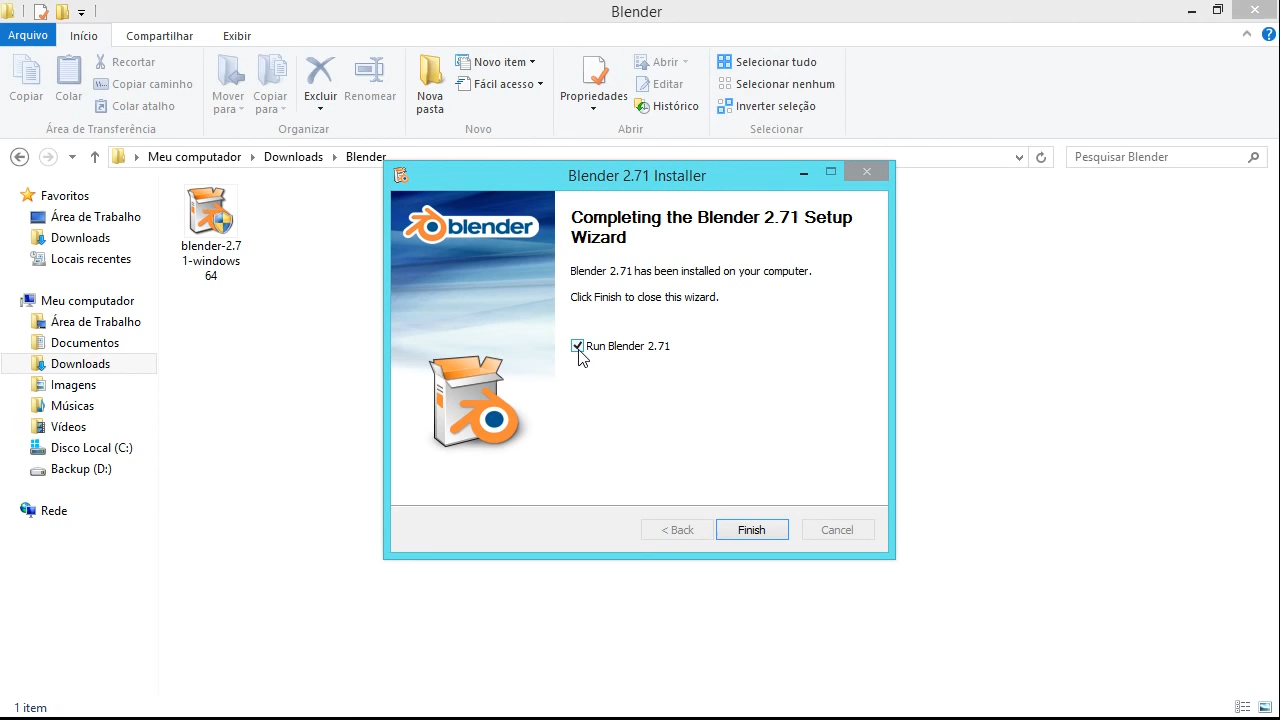 Blender
Arquivo Início Compartilhar Exibir
Copiar
Colar
Recortar
Copiar caminho
Colar atalho
Área de Transferência
Mover
para
Copiar
para
Excluir
Renomear
Organizar
Nova
pasta
Novo item
Fácil acesso
Novo
Propriedades
Abrir
Editar
Histórico
Abrir
Selecionar tudo
Selecionar nenhum
Inverter seleção
Selecionar
Meu computador Downloads Blender
Pesquisar Blender
Favoritos
Área de Trabalho
Downloads
Locais recentes
Meu computador
Área de Trabalho
Documentos
Downloads
Imagens
Músicas
Vídeos
Disco Local (C:)
Backup (D:)
Rede
blender-2.7
1-windows
64
Blender 2.71 Installer
blender
Completing the Blender 2.71 Setup
Wizard
Blender 2.71 has been installed on your computer.
Click Finish to close this wizard.
Run Blender 2.71
< Back Finish Cancel
1 item